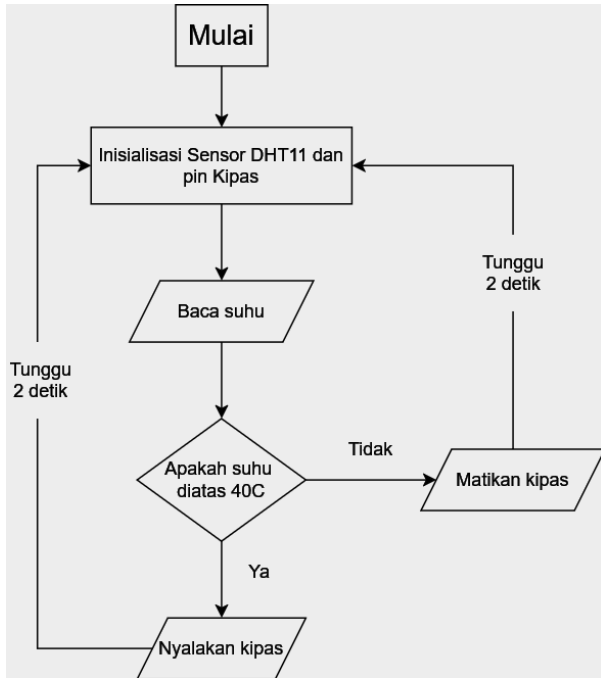 Mulai
Inisialisasi Sensor DHT11 dan
pin Kipas
Baca suhu
Apakah suhu
diatas 40C
Tidak
Matikan kipas
Tunggu
2 detik
Ya
Nyalakan kipas
Tunggu
2 detik